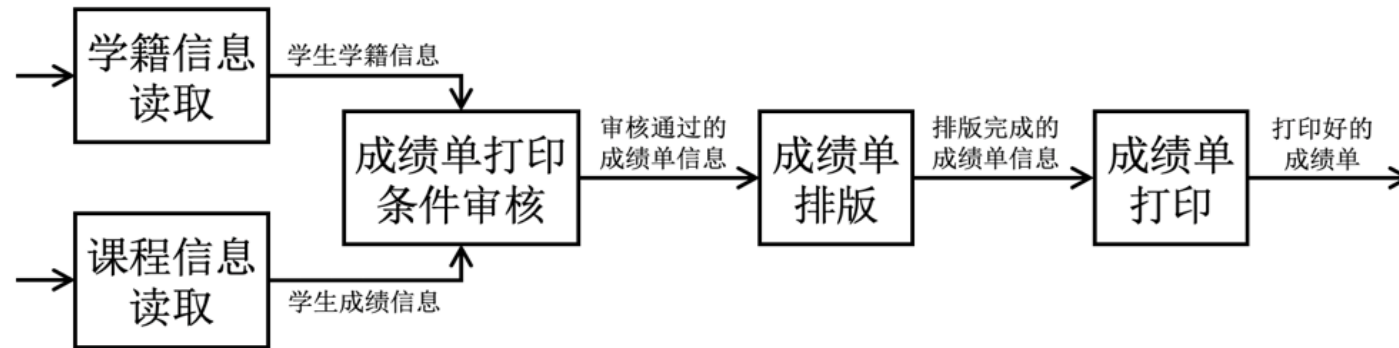 学籍信息
读取
学生学籍信息
成绩单打印
条件审核
审核通过的
成绩单信息
成绩单
排版
排版完成的
成绩单信息
成绩单
打印
打印好的
成绩单
课程信息
读取
学生成绩信息